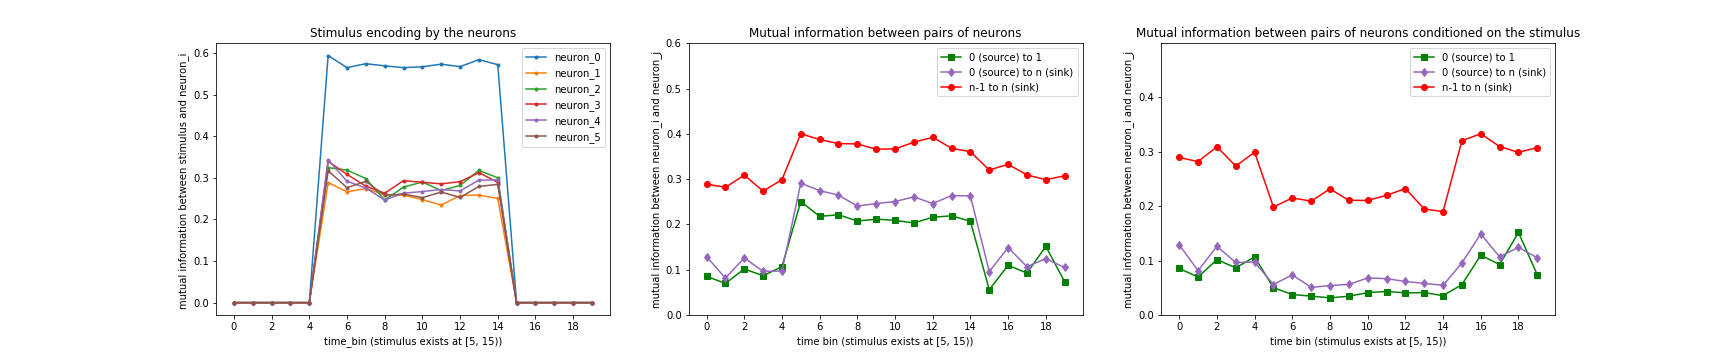 Stimulus encoding by the neurons
mutual information between stimulus and neuron_i
0.6
0.5
0.4
0.3
0.2
0.1
0.0
neuron_0
neuron_1
neuron_2
neuron_3
neuron_4
neuron_5
0 2 4 6 8 10 12 14 16 18
time_bin (stimulus exists at [5, 15))
Mutual information between pairs of neurons
mutual information between neuron_i and neuron_j
0.6
0.5
0.4
0.3
0.2
0.1
0.0
0 (source) to 1
0 (source) to n (sink)
n-1 to n (sink)
0 2 4 6 8 10 12 14 16 18
time bin (stimulus exists at [5, 15))
Mutual information between pairs of neurons conditioned on the stimulus
mutual information between neuron_i and neuron_j
0.4
0.3
0.2
0.1
0.0
0 (source) to 1
0 (source) to n (sink)
n-1 to n (sink)
0 2 4 6 8 10 12 14 16 18
time bin (stimulus exists at [5, 15))